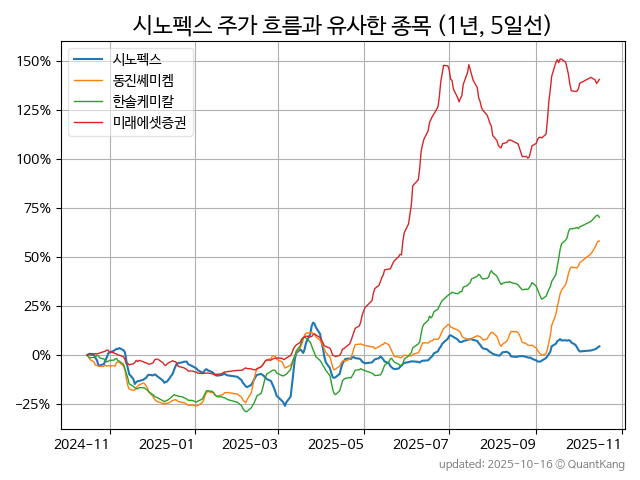 시노펙스 주가 흐름과 유사한 종목 (1년, 5일선)
시노펙스
동진쎄미켐
한솔케미칼
미래에셋증권
150%
125%
100%
75%
50%
25%
0%
−25%
2024-11 2025-01 2025-03 2025-05 2025-07 2025-09 2025-11
updated: 2025-10-16 © QuantKang